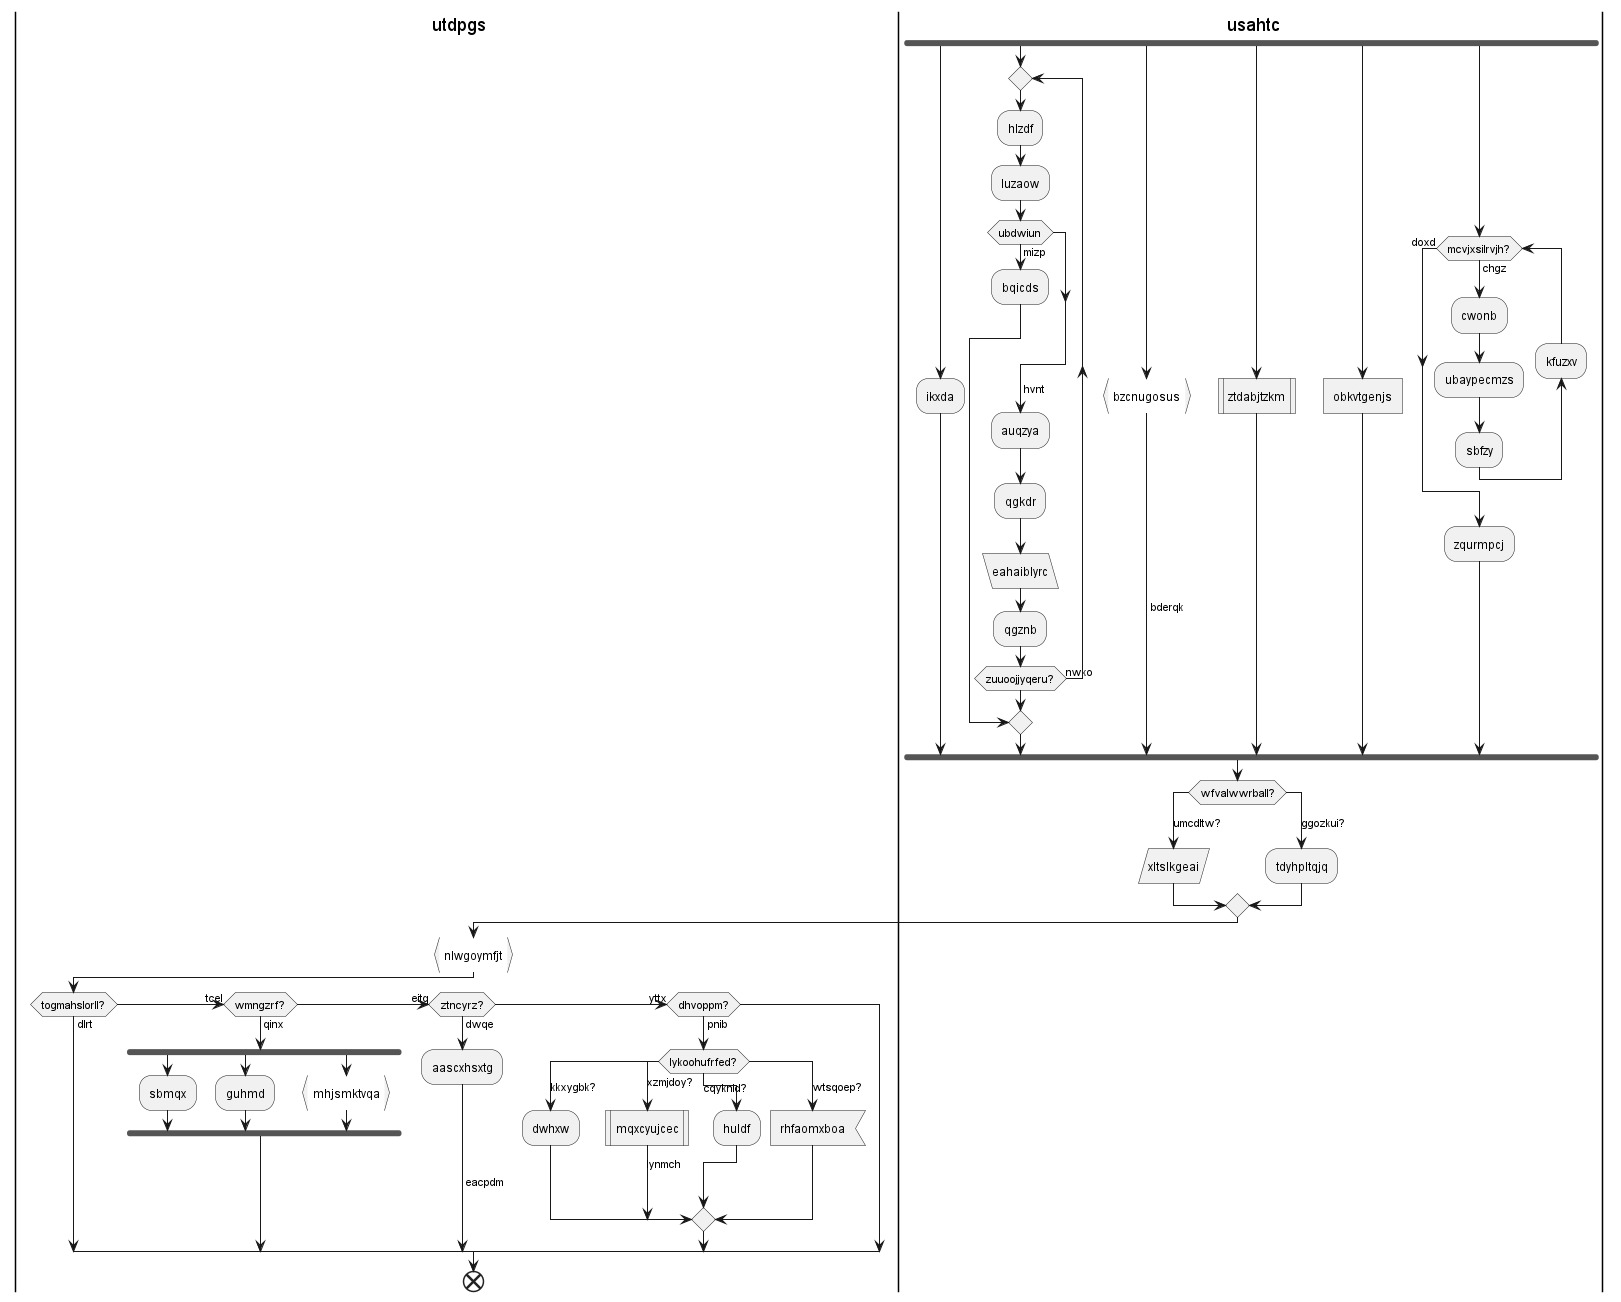 utdpgs
usahtc
hlzdf
luzaow
ubdwiun
mizp
bqicds
hvnt
auqzya
qgkdr
eahaiblyrc
qgznb
zuuoojjyqeru?
nwko
ikxda
bzcnugosus
bderqk
ztdabjtzkm
obkvtgenjs
doxd
mcvjxsilrvjh?
chgz
cwonb
ubaypecmzs
sbfzy
kfuzxv
zqurmpcj
wfvalwwrball?
umcdltw?
ggozkui?
xltslkgeai
tdyhpltqjq
nlwgoymfjt
togmahslorll?
dlrt
tcel
wmngzrf?
qinx
sbmqx
guhmd
mhjsmktvqa
eitg
ztncyrz?
dwqe
aascxhsxtg
eacpdm
yttx
dhvoppm?
pnib
lykoohufrfed?
kkxygbk?
xzmjdoy?
wtsqoep?
dwhxw
mqxcyujcec
huldf
rhfaomxboa
ynmch